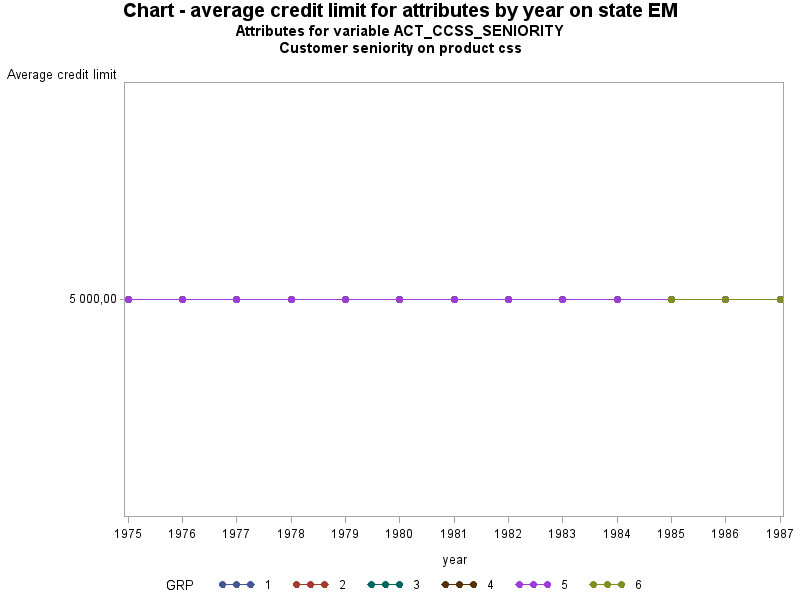 Chart - average credit limit for attributes by year on state EM
Attributes for variable ACT_CCSS_SENIORITY
Customer seniority on product css
Average credit limit
5 000,00
1975 1976 1977 1978 1979 1980 1981 1982 1983 1984 1985 1986 1987
year
GRP 1 2 3 4 5 6